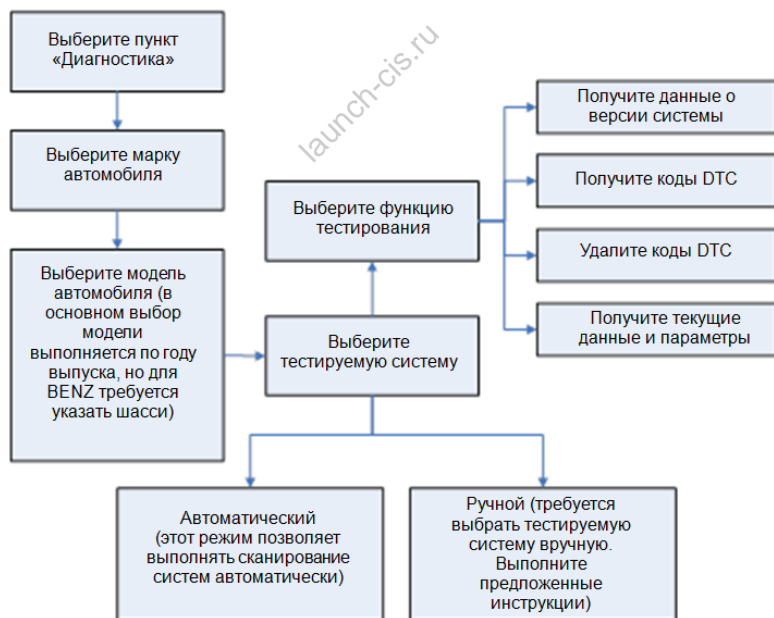 Выберите пункт
«Диагностика»
launch-cis.ru
Выберите марку
автомобиля
Выберите модель
автомобиля (в
основном выбор
модели
выполняется по году
выпуска, но для
BENZ требуется
указать шасси)
Выберите
тестируемую систему
Выберите функцию
тестирования
Получите данные о
версии системы
Получите коды DTC
Удалите коды DTC
Получите текущие
данные и параметры
Автоматический
(этот режим позволяет
выполнять сканирование
систем автоматически)
Ручной (требуется
выбрать тестируемую
систему вручную.
Выполните
предложенные
инструкции)